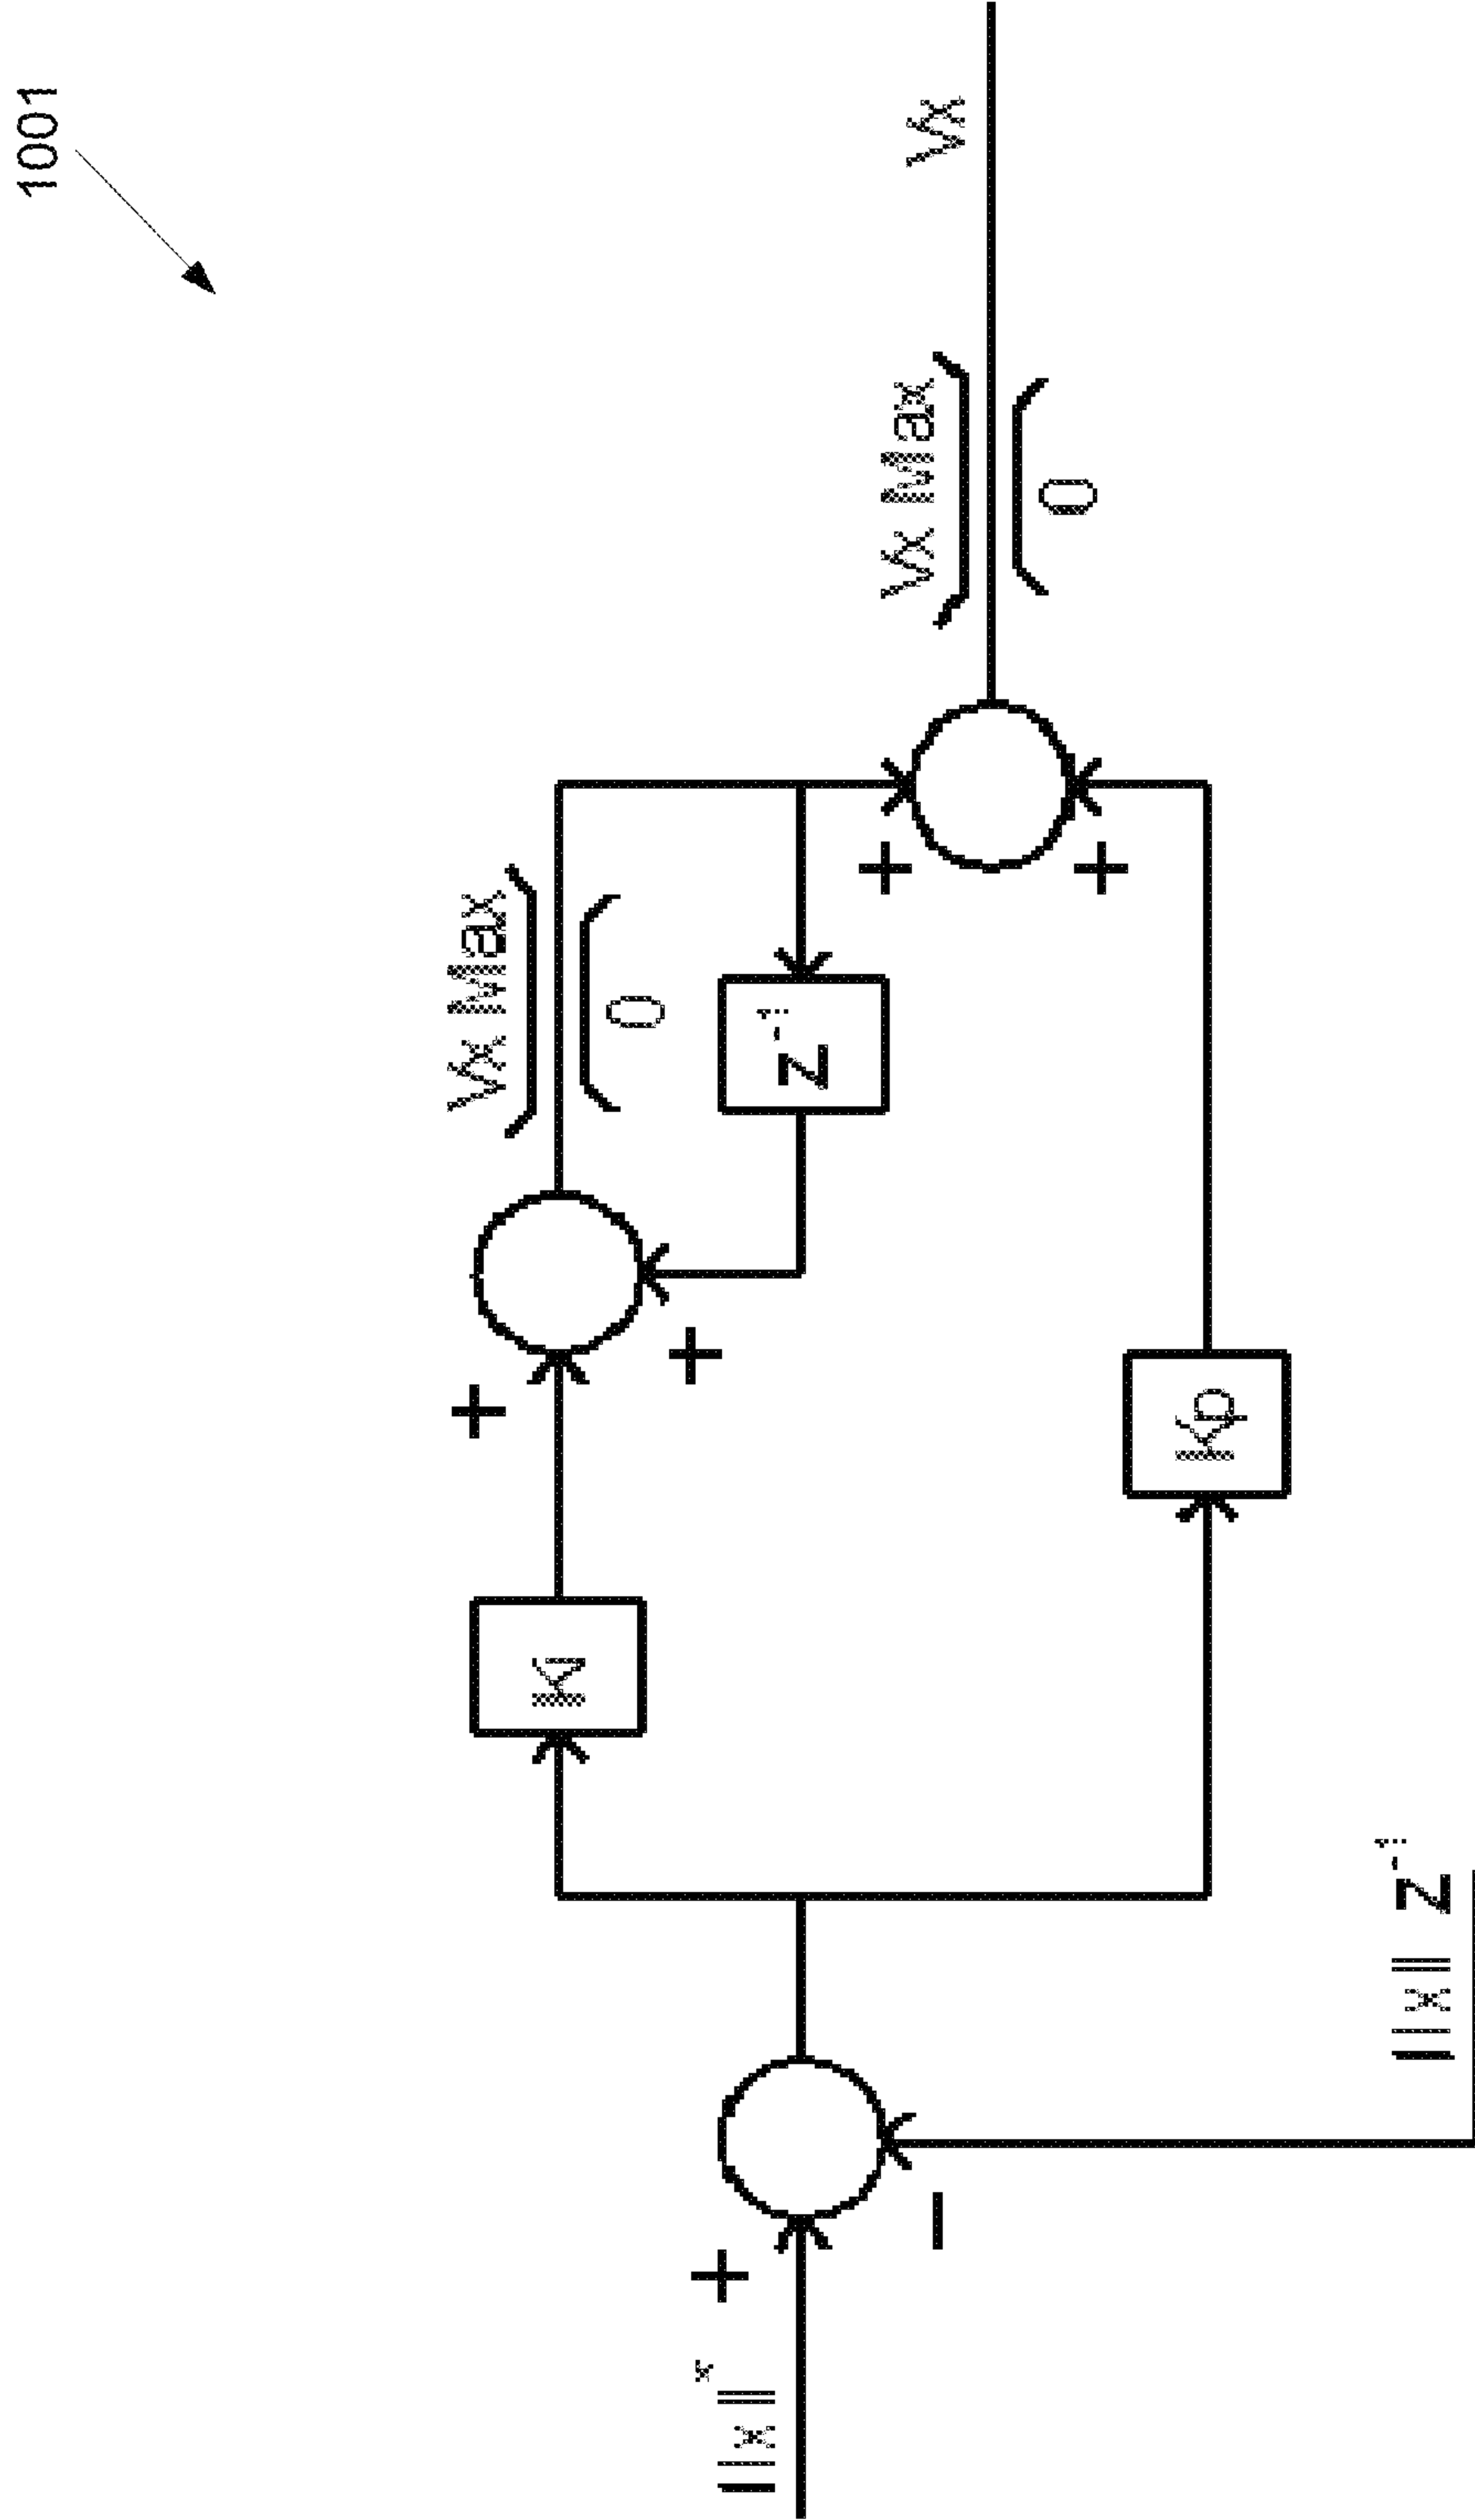 1001
Vx Max
0
Vx Max
0
Vx
+
+
z⁻¹
+
+
Ki
Kp
||x||*
+
−
||x|| z⁻¹